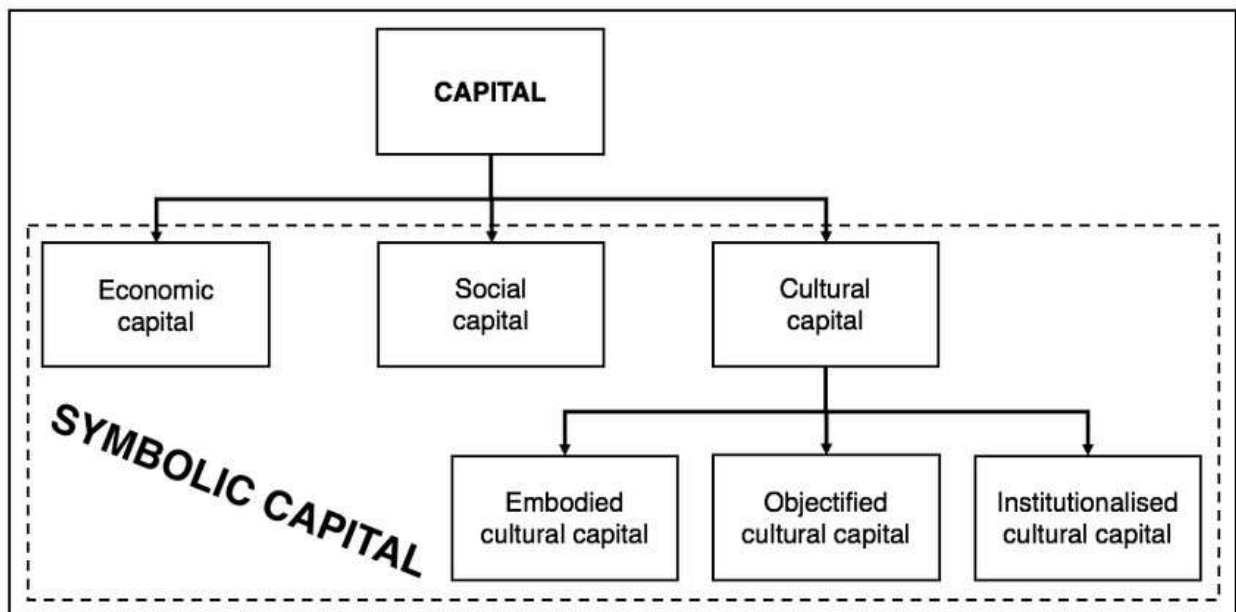 CAPITAL
Economic
capital
Social
capital
Cultural
capital
SYMBOLIC CAPITAL
Embodied
cultural capital
Objectified
cultural capital
Institutionalised
cultural capital